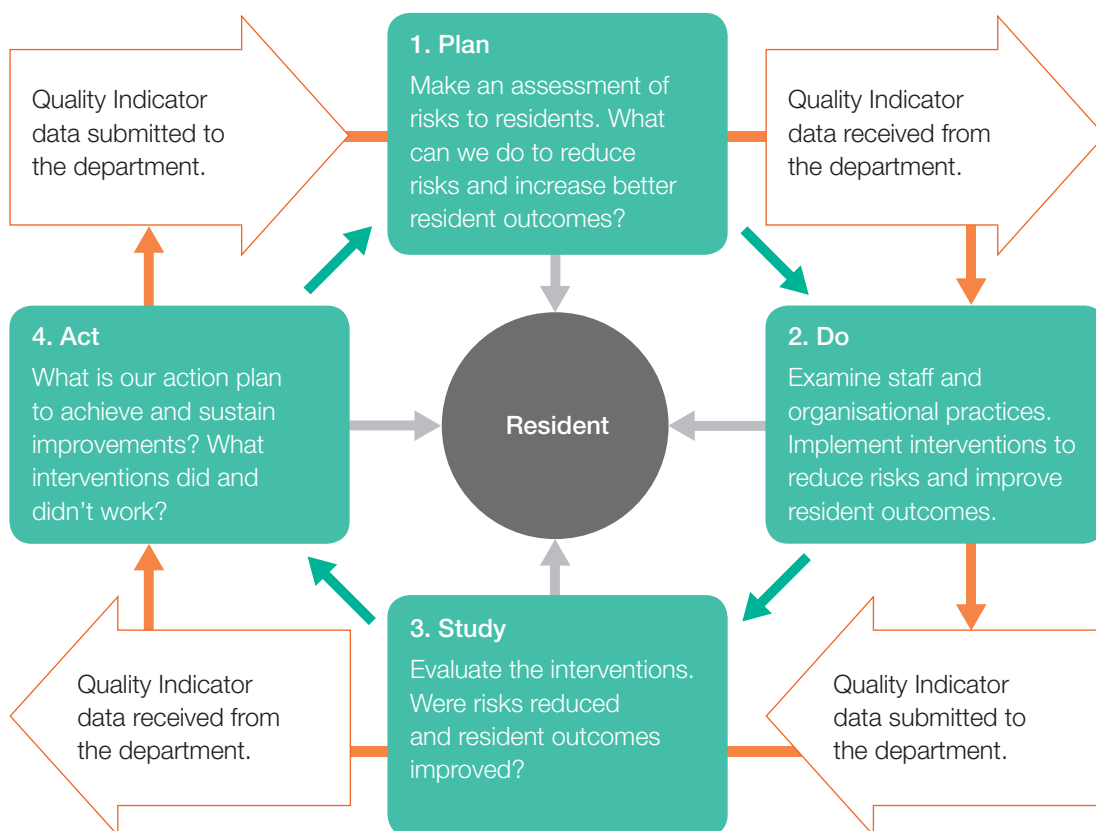 Quality Indicator
data submitted to
the department.
1. Plan
Make an assessment of
risks to residents. What
can we do to reduce
risks and increase better
resident outcomes?
Quality Indicator
data received from
the department.
4. Act
What is our action plan
to achieve and sustain
improvements? What
interventions did and
didn’t work?
Resident
2. Do
Examine staff and
organisational practices.
Implement interventions to
reduce risks and improve
resident outcomes.
Quality Indicator
data received from
the department.
3. Study
Evaluate the interventions.
Were risks reduced
and resident outcomes
improved?
Quality Indicator
data submitted to
the department.